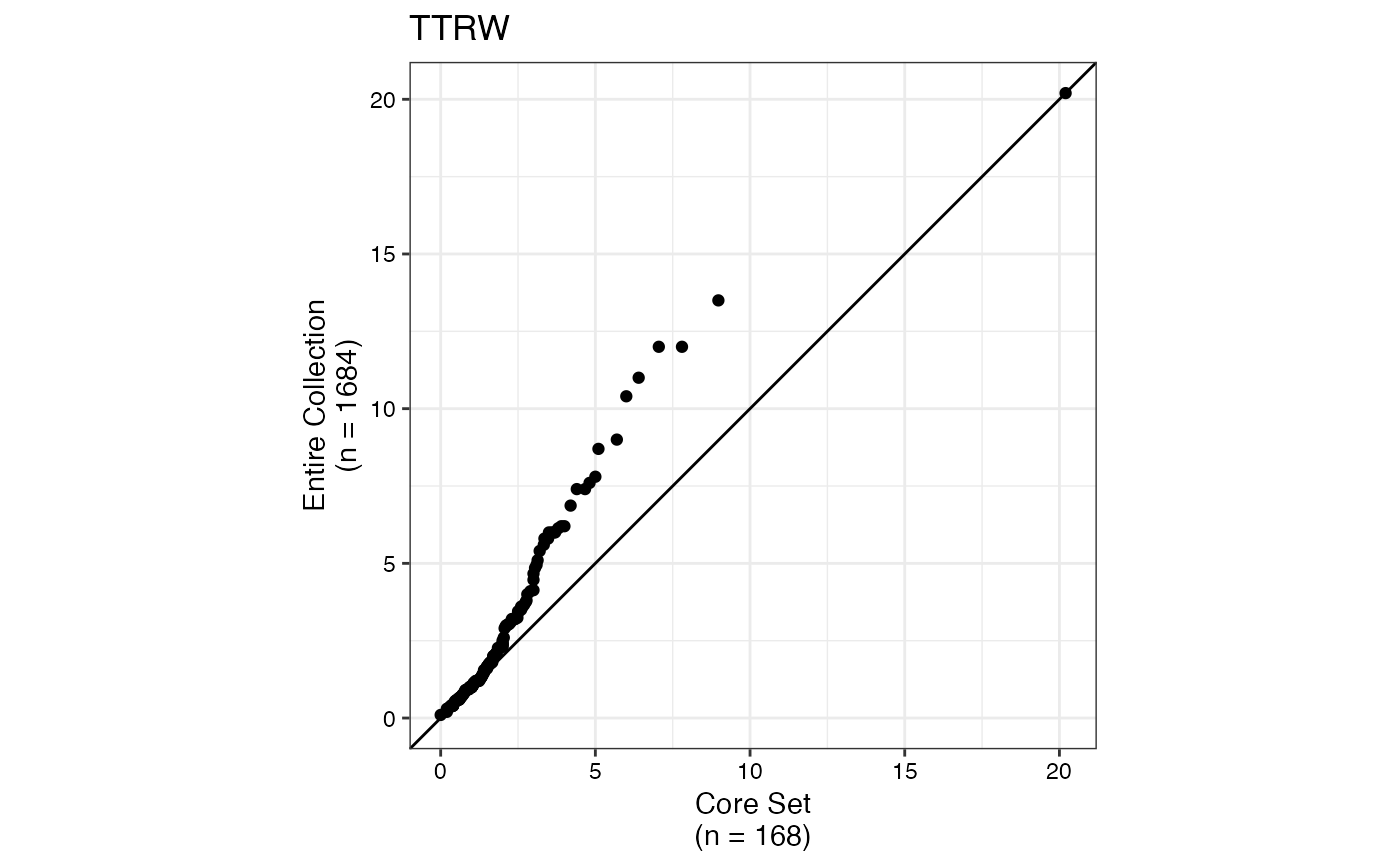 TTRW
20
15
10
5
0
Entire Collection
(n = 1684)
0 5 10 15 20
Core Set
(n = 168)